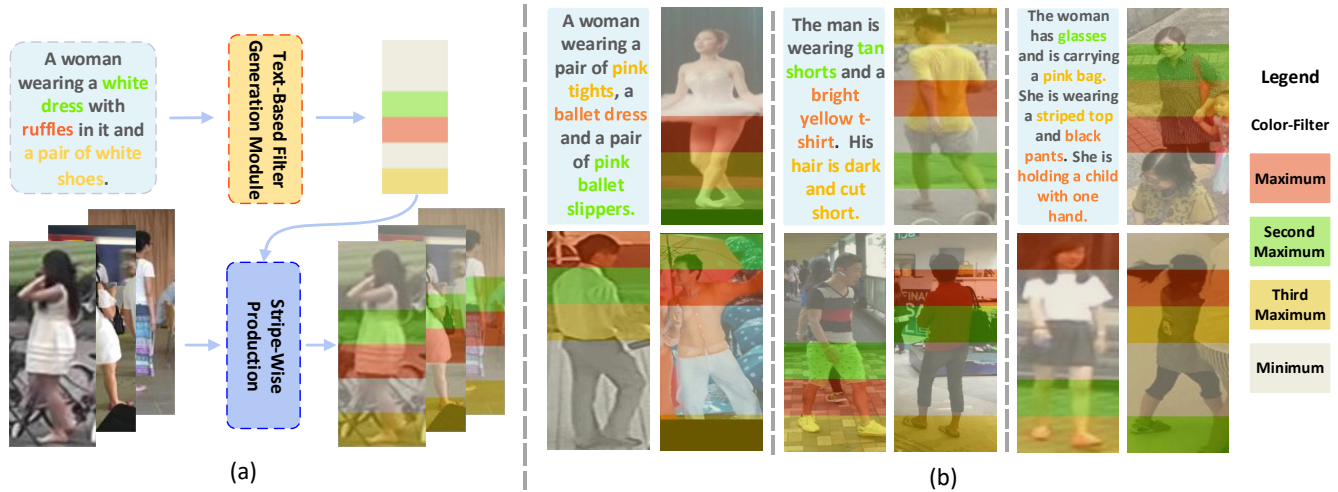 A woman
wearing a white
dress with
ruffles in it and
a pair of white
shoes.
Text-Based Filter
Generation Module
Stripe-Wise
Production
(a)
A woman
wearing a
pair of pink
tights, a
ballet dress
and a pair
of pink
ballet
slippers.
The man is
wearing tan
shorts and a
bright
yellow t-
shirt. His
hair is dark
and cut
short.
The woman
has glasses
and is carrying
a pink bag.
She is wearing
a striped top
and black
pants. She is
holding a child
with one
hand.
FINAL
(b)
Legend
Color-Filter
Maximum
Second
Maximum
Third
Maximum
Minimum